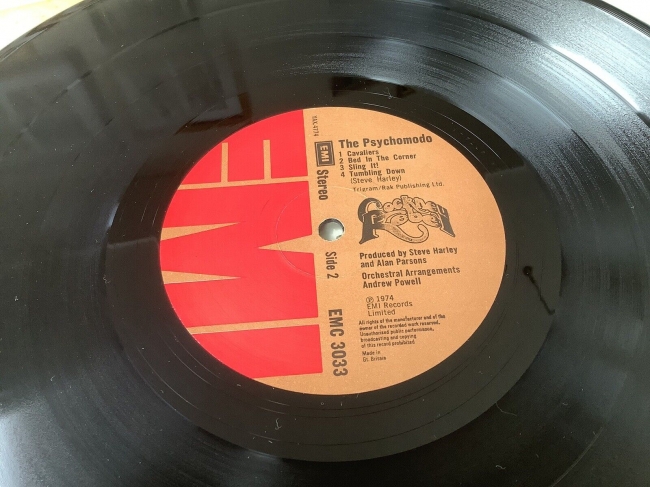 The Psychomodo
1 Cavaliers
2 Bed In The Corner
3 Sling It!
4 Tumbling Down
(Steve Harley)
Trigram/Rak Publishing Ltd.
Cockney Rebel
Produced by Steve Harley
and Alan Parsons
Orchestral Arrangements
Andrew Powell
℗ 1974
EMI Records
Limited
All rights of the manufacturer and of the
owner of the recorded work reserved.
Unauthorised public performance,
broadcasting and copying
of this record prohibited
Made in
Gt. Britain
EMI
EMI
Stereo
Side 2
EMC 3033